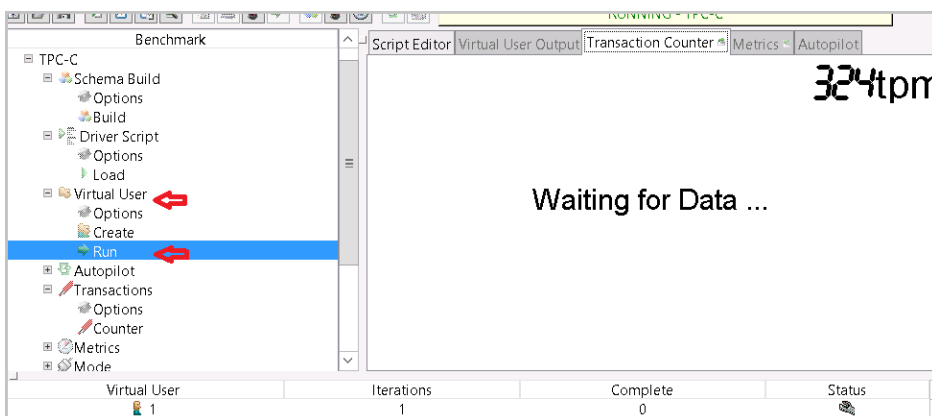 RUNNING - TPC-C
Benchmark
TPC-C
Schema Build
Options
Build
Driver Script
Options
Load
Virtual User
Options
Create
Run
Autopilot
Transactions
Options
Counter
Metrics
Mode
Script Editor Virtual User Output Transaction Counter Metrics Autopilot
324tpm
Waiting for Data ...
Virtual User Iterations Complete Status
1 1 0